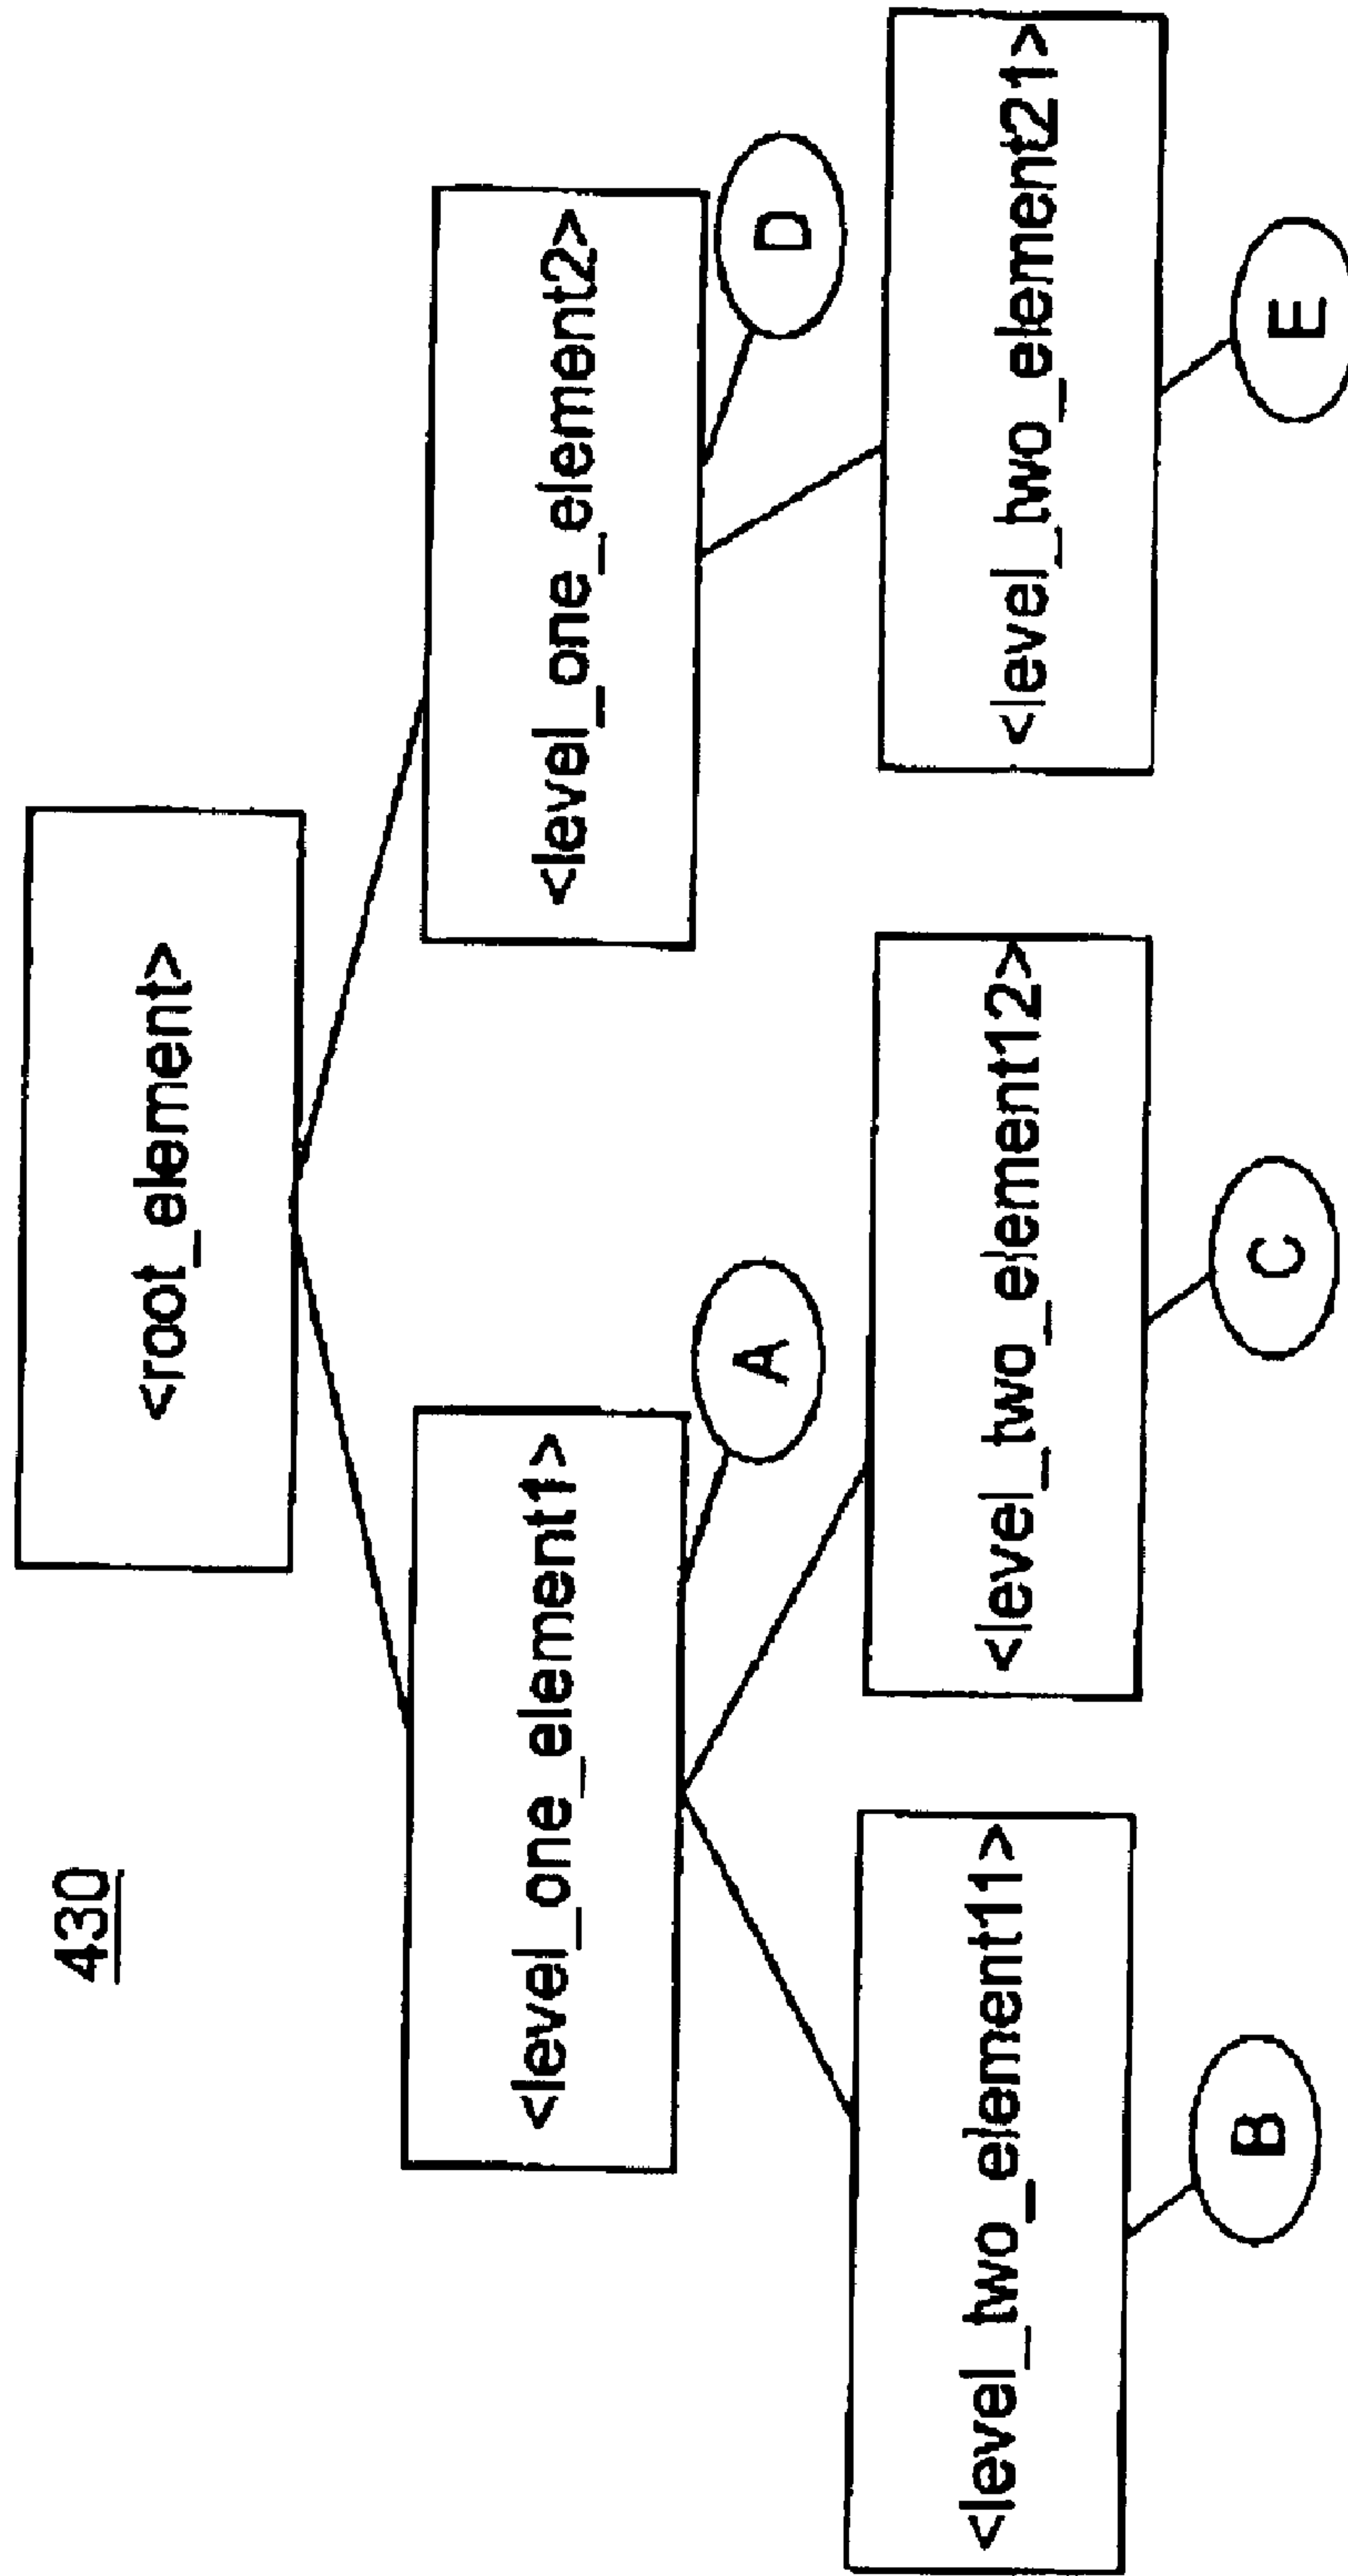 430
<root_element>
<level_one_element1>
<level_one_element2>
A
D
<level_two_element11>
<level_two_element12>
<level_two_element21>
B
C
E